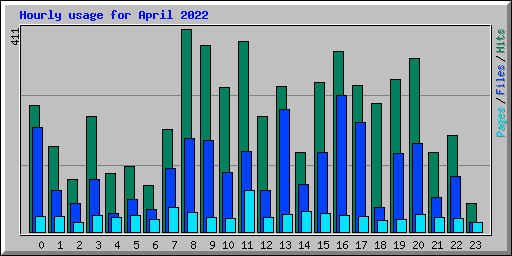 Hourly usage for April 2022
411
Pages/Files/Hits
0 1 2 3 4 5 6 7 8 9 10 11 12 13 14 15 16 17 18 19 20 21 22 23